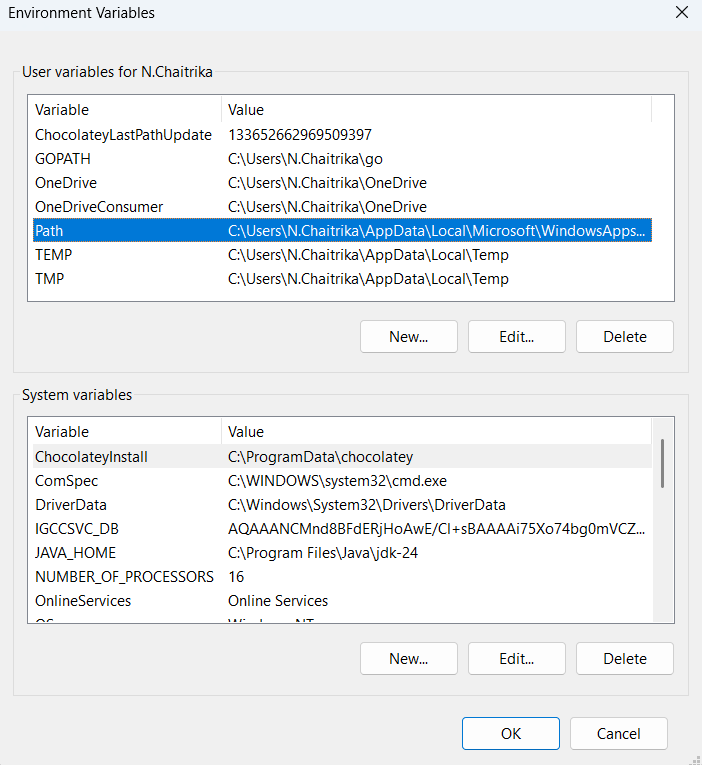 Environment Variables
User variables for N.Chaitrika
Variable Value
ChocolateyLastPathUpdate 133652662969509397
GOPATH C:\Users\N.Chaitrika\go
OneDrive C:\Users\N.Chaitrika\OneDrive
OneDriveConsumer C:\Users\N.Chaitrika\OneDrive
Path C:\Users\N.Chaitrika\AppData\Local\Microsoft\WindowsApps...
TEMP C:\Users\N.Chaitrika\AppData\Local\Temp
TMP C:\Users\N.Chaitrika\AppData\Local\Temp
New... Edit... Delete
System variables
Variable Value
ChocolateyInstall C:\ProgramData\chocolatey
ComSpec C:\WINDOWS\system32\cmd.exe
DriverData C:\Windows\System32\Drivers\DriverData
IGCCSVC_DB AQAAANCMnd8BFdERjHoAwE/Cl+sBAAAAi75Xo74bg0mVCZ...
JAVA_HOME C:\Program Files\Java\jdk-24
NUMBER_OF_PROCESSORS 16
OnlineServices Online Services
New... Edit... Delete
OK Cancel